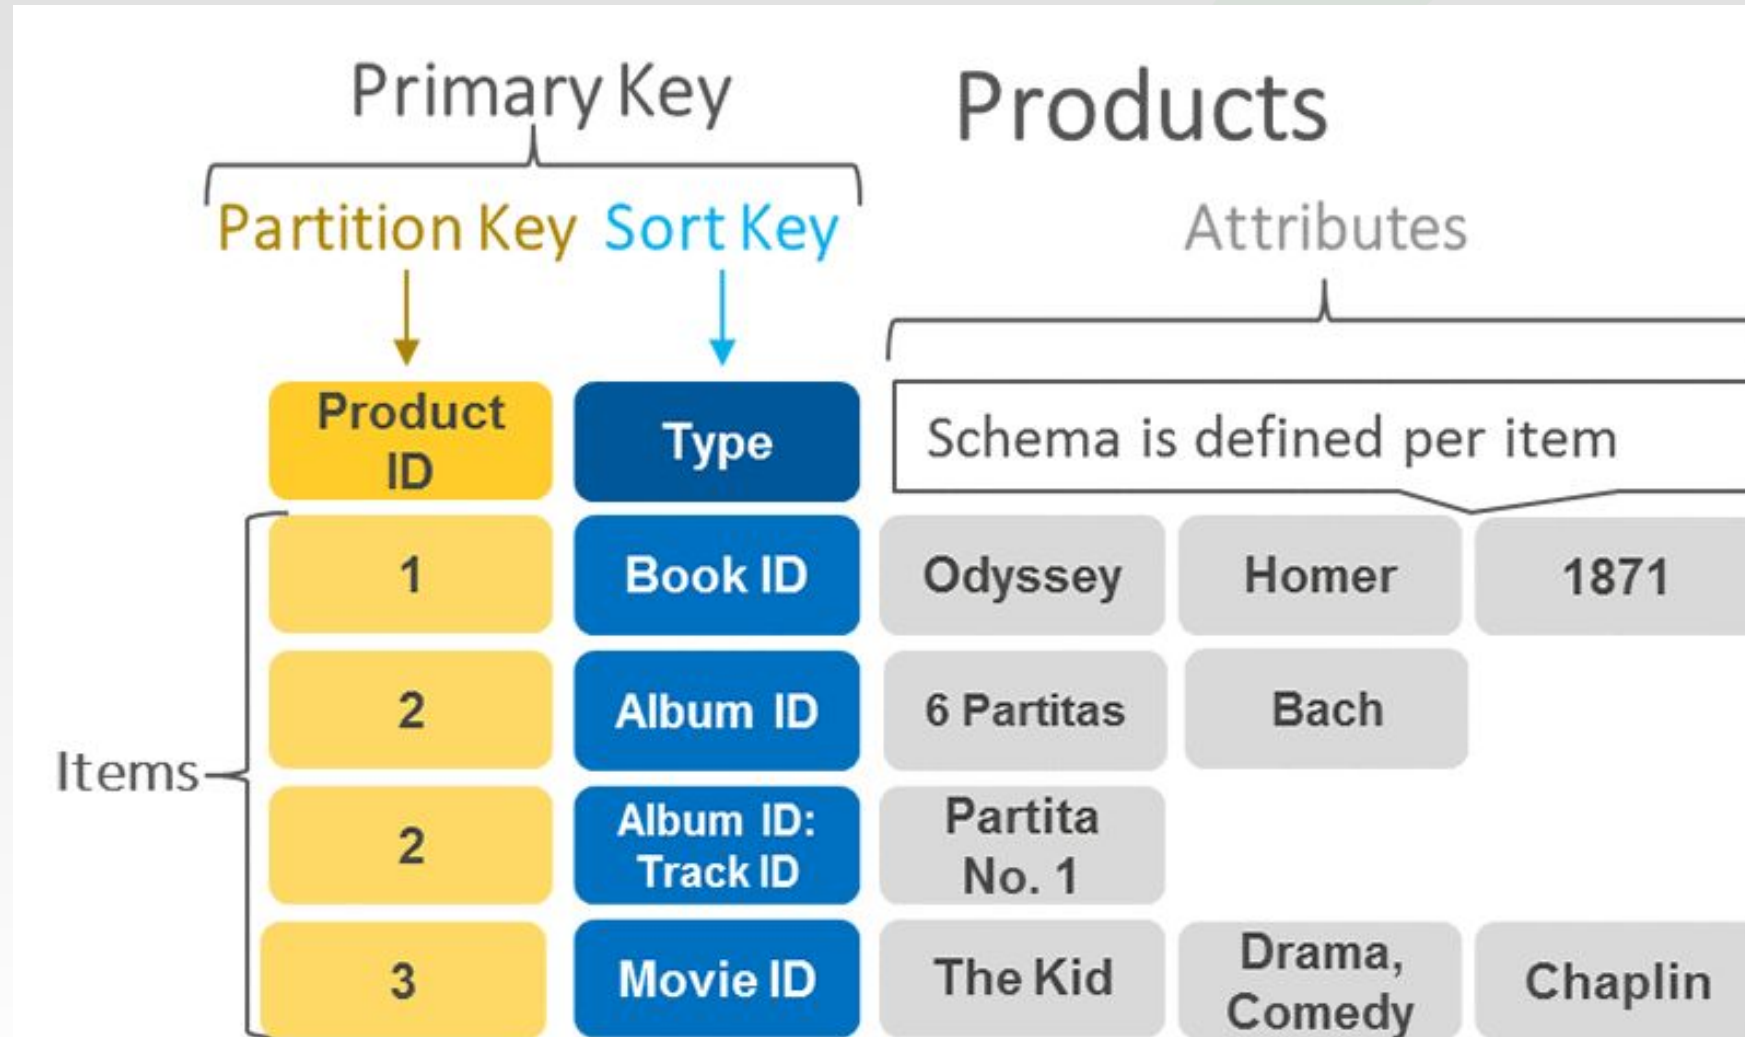 Primary Key
Products
Partition Key Sort Key
Attributes
Product
ID
Type
Schema is defined per item
1
Book ID
Odyssey
Homer
1871
2
Album ID
6 Partitas
Bach
Items
2
Album ID:
Track ID
Partita
No. 1
3
Movie ID
The Kid
Drama,
Comedy
Chaplin